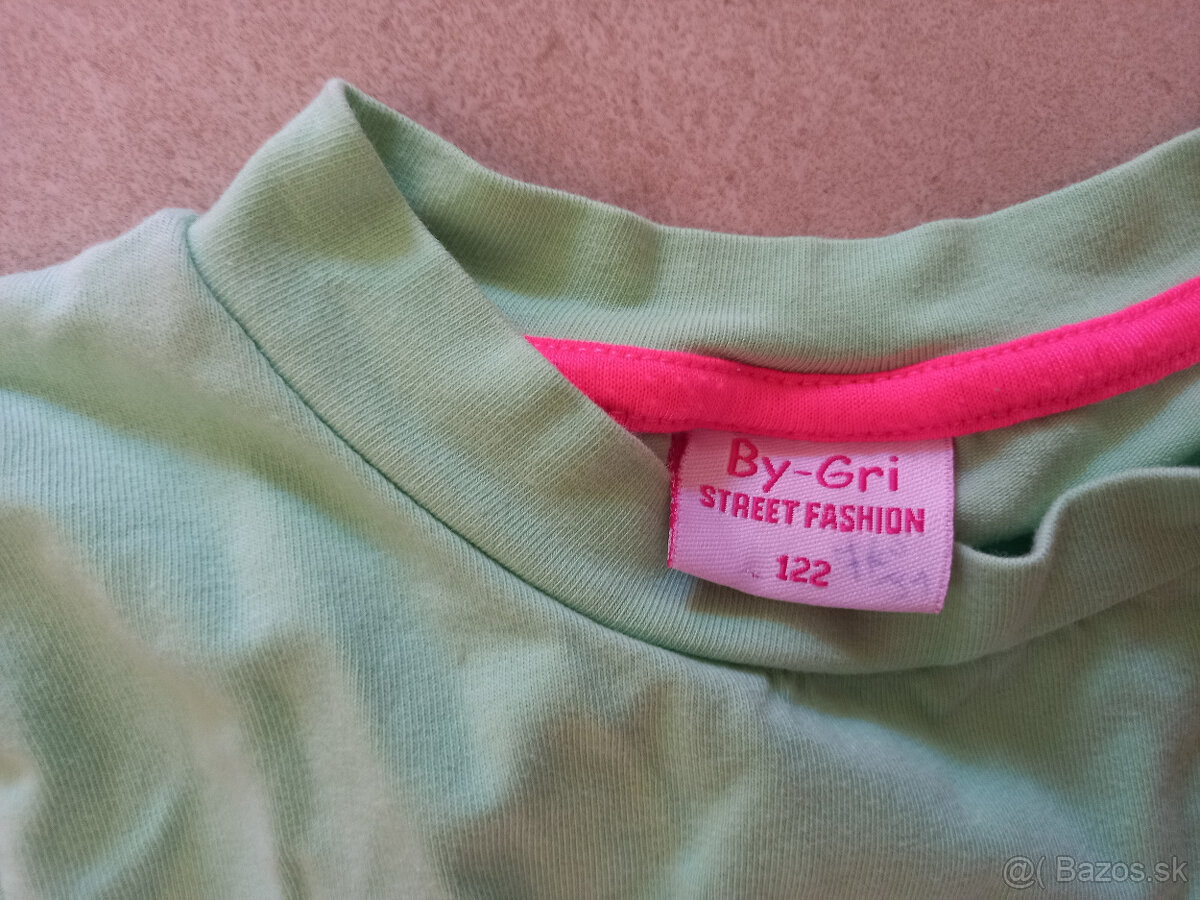 By-Gri
STREET FASHION
122
@( Bazos.sk